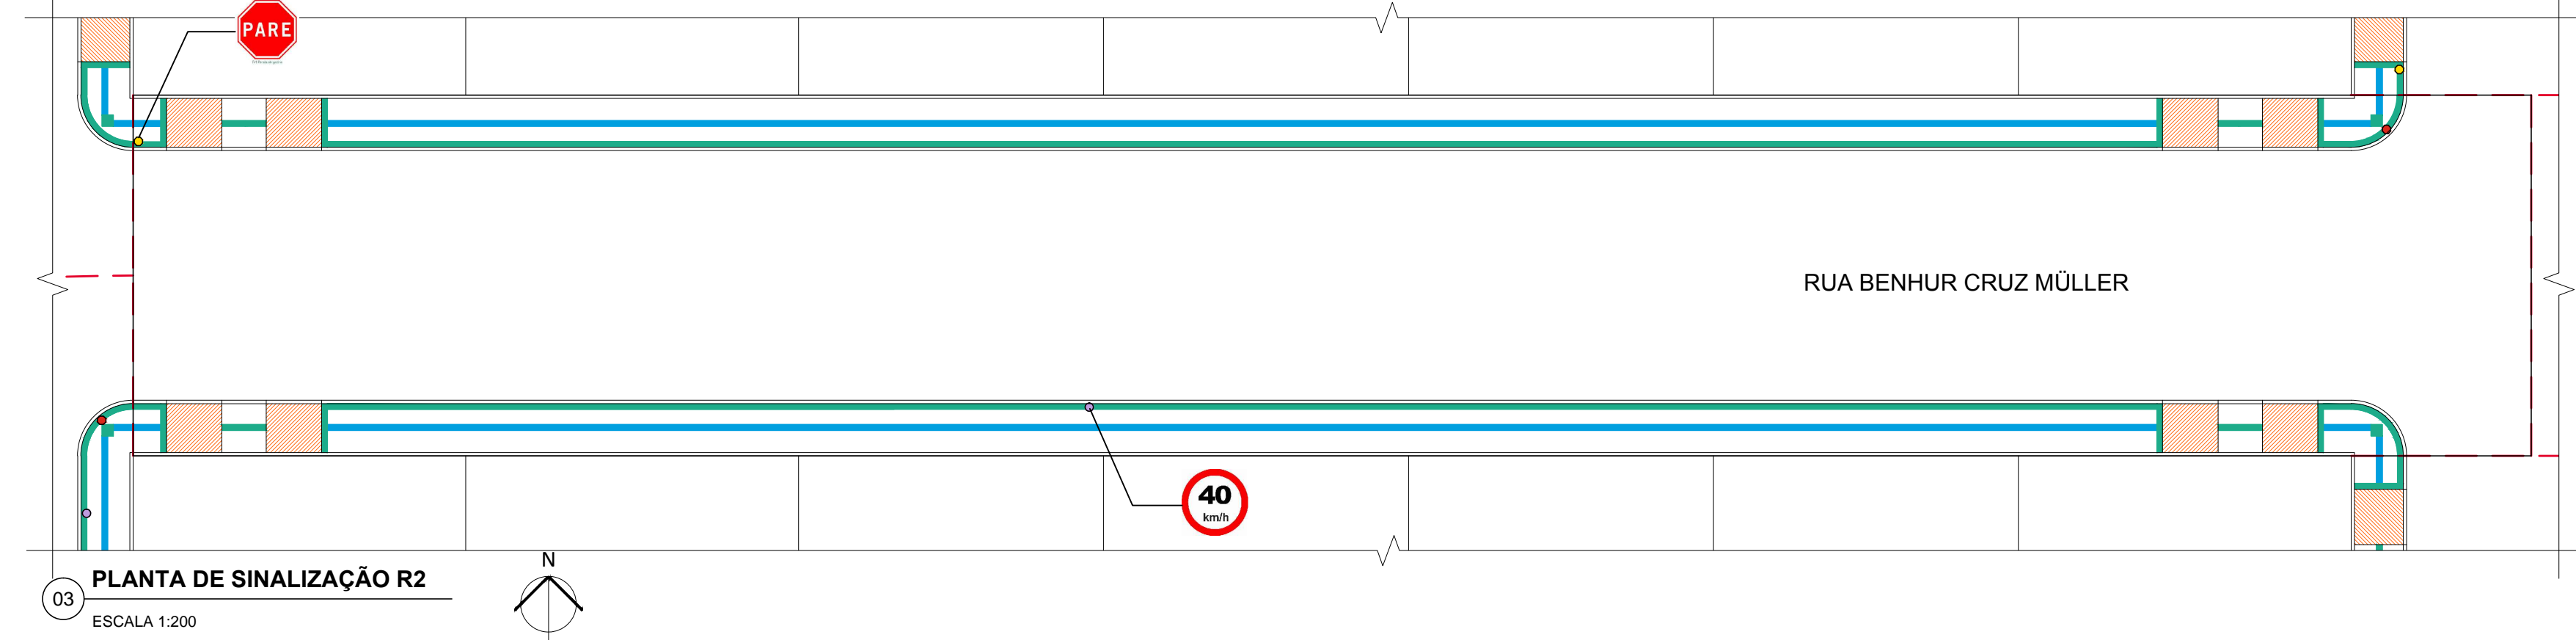 PARE
RUA BENHUR CRUZ MÜLLER
40
km/h
N
03
PLANTA DE SINALIZAÇÃO R2
ESCALA 1:200